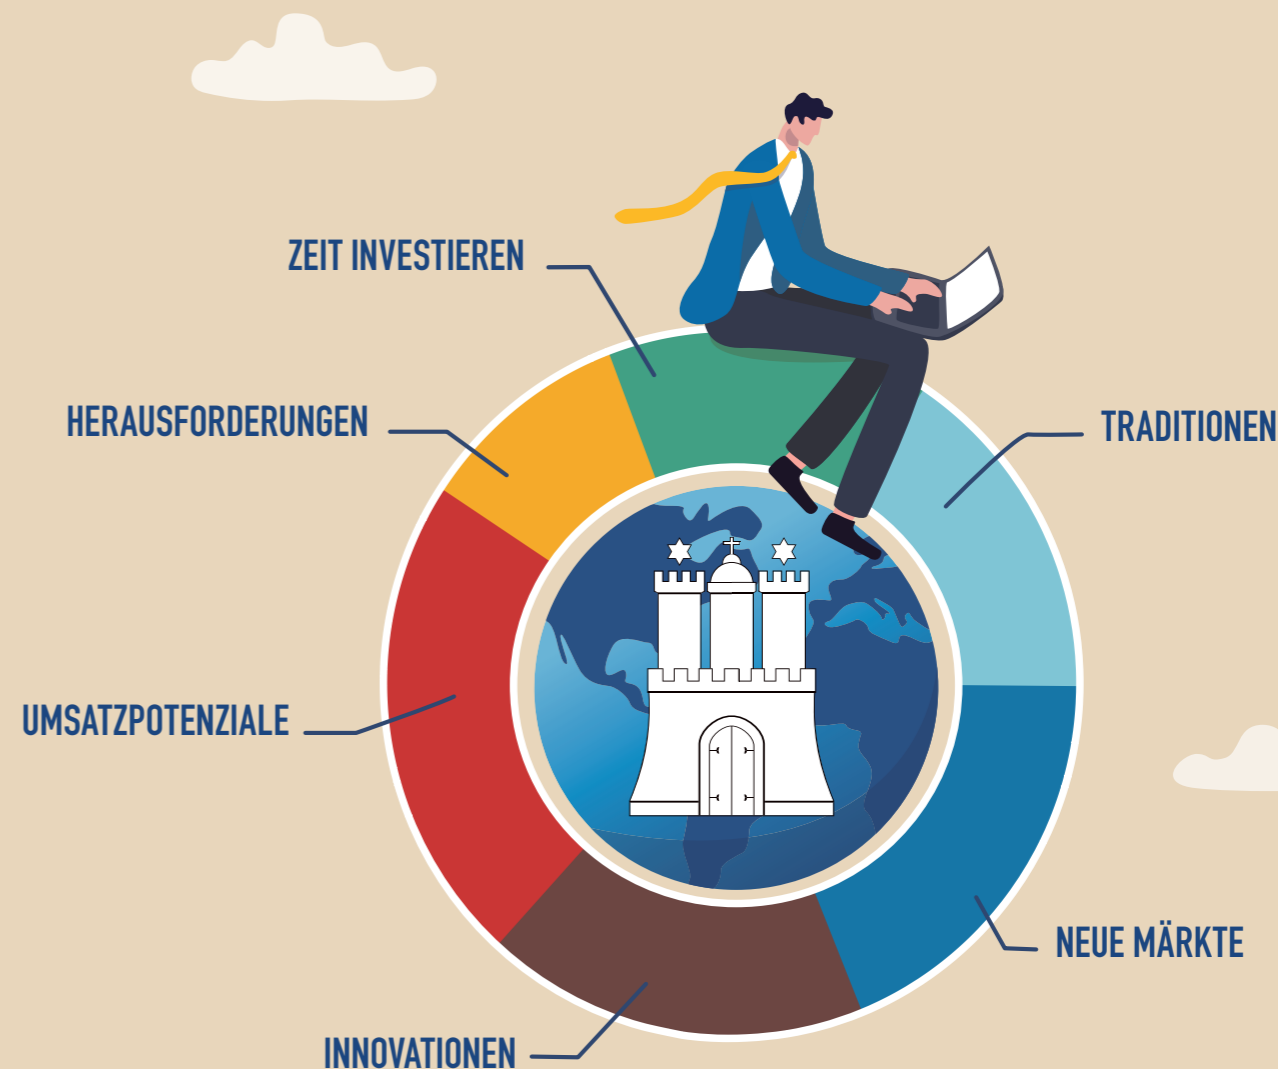 ZEIT INVESTIEREN
HERAUSFORDERUNGEN
TRADITIONEN
UMSATZPOTENZIALE
NEUE MÄRKTE
INNOVATIONEN